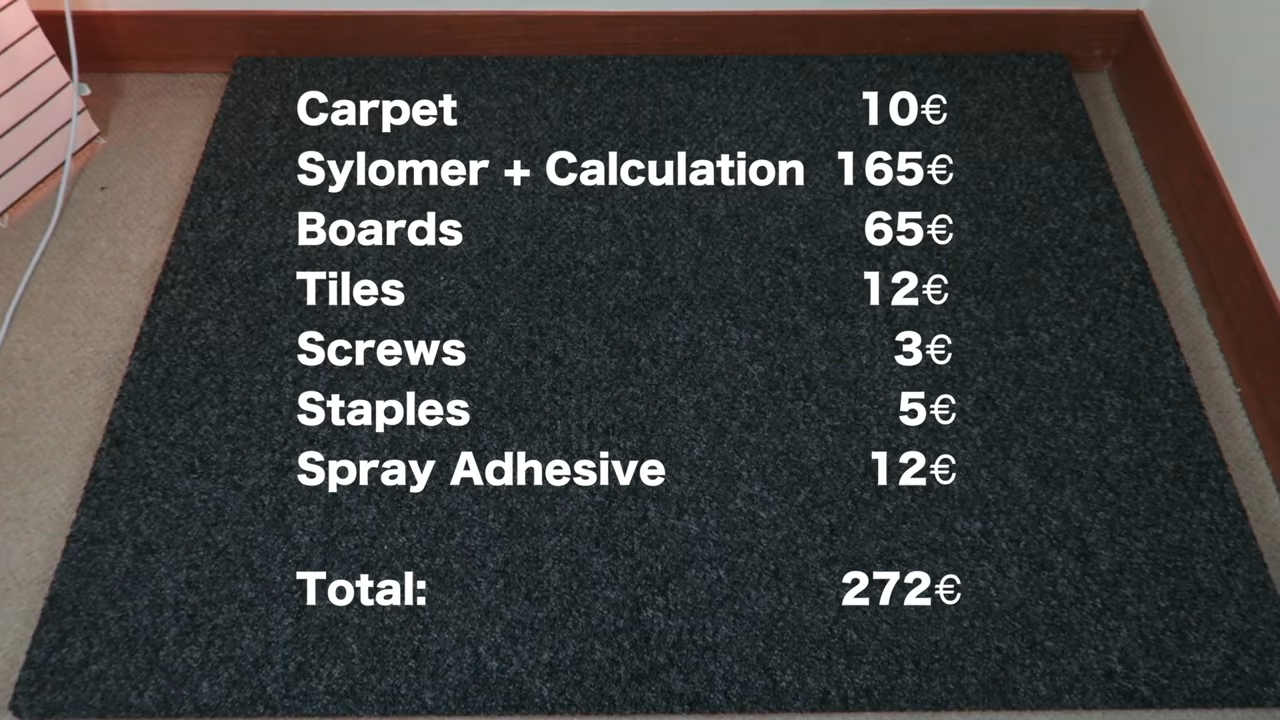 Carpet 10€
Sylomer + Calculation 165€
Boards 65€
Tiles 12€
Screws 3€
Staples 5€
Spray Adhesive 12€
Total: 272€